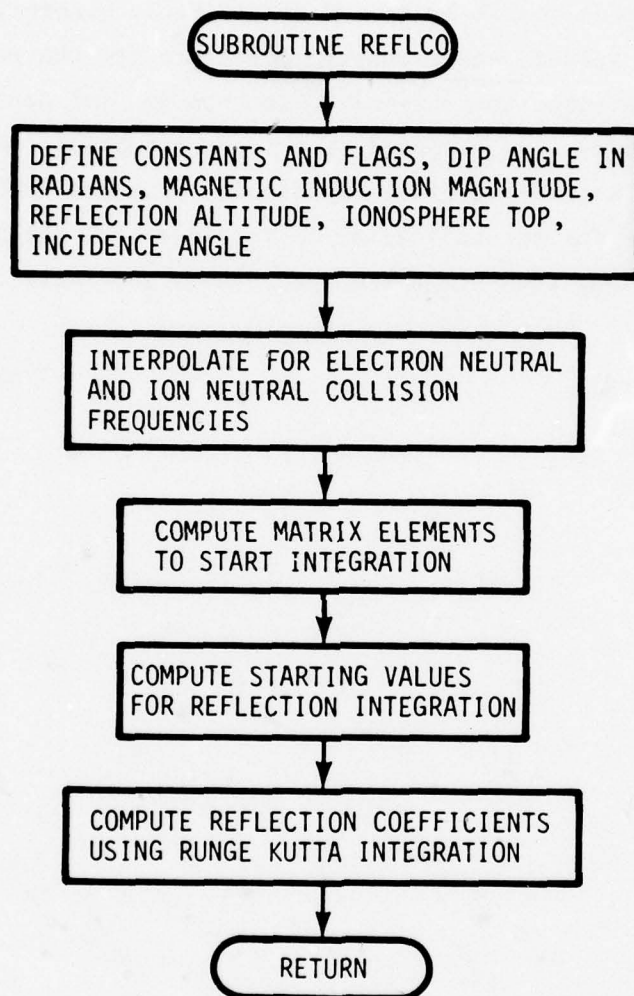 SUBROUTINE REFLCO
DEFINE CONSTANTS AND FLAGS, DIP ANGLE IN
RADIANS, MAGNETIC INDUCTION MAGNITUDE,
REFLECTION ALTITUDE, IONOSPHERE TOP,
INCIDENCE ANGLE
INTERPOLATE FOR ELECTRON NEUTRAL
AND ION NEUTRAL COLLISION
FREQUENCIES
COMPUTE MATRIX ELEMENTS
TO START INTEGRATION
COMPUTE STARTING VALUES
FOR REFLECTION INTEGRATION
COMPUTE REFLECTION COEFFICIENTS
USING RUNGE KUTTA INTEGRATION
RETURN